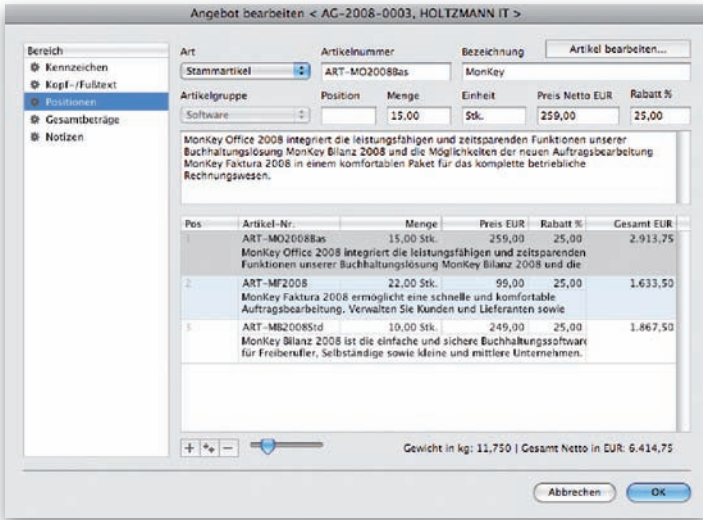 Angebot bearbeiten < AG-2008-0003, HOLTZMANN IT >
Bereich
Kennzeichen
Kopf-/Fußtext
Positionen
Gesamtbeträge
Notizen
Art Artikelnummer Bezeichnung Artikel bearbeiten...
Stammartikel ART-MO2008Bas MonKey
Artikelgruppe Position Menge Einheit Preis Netto EUR Rabatt %
Software 15,00 Stk. 259,00 25,00
MonKey Office 2008 integriert die leistungsfähigen und zeitsparenden Funktionen unserer
Buchhaltungslösung MonKey Bilanz 2008 und die Möglichkeiten der neuen Auftragsbearbeitung
MonKey Faktura 2008 in einem komfortablen Paket für das komplette betriebliche
Rechnungswesen.
Pos Artikel-Nr. Menge Preis EUR Rabatt % Gesamt EUR
1 ART-MO2008Bas 15,00 Stk. 259,00 25,00 2.913,75
MonKey Office 2008 integriert die leistungsfähigen und zeitsparenden
Funktionen unserer Buchhaltungslösung MonKey Bilanz 2008 und die
2 ART-MF2008 22,00 Stk. 99,00 25,00 1.633,50
MonKey Faktura 2008 ermöglicht eine schnelle und komfortable
Auftragsbearbeitung. Verwalten Sie Kunden und Lieferanten sowie
3 ART-MB2008Std 10,00 Stk. 249,00 25,00 1.867,50
MonKey Bilanz 2008 ist die einfache und sichere Buchhaltungssoftware
für Freiberufler, Selbständige sowie kleine und mittlere Unternehmen.
Gewicht in kg: 11,750 | Gesamt Netto in EUR: 6.414,75
Abbrechen OK